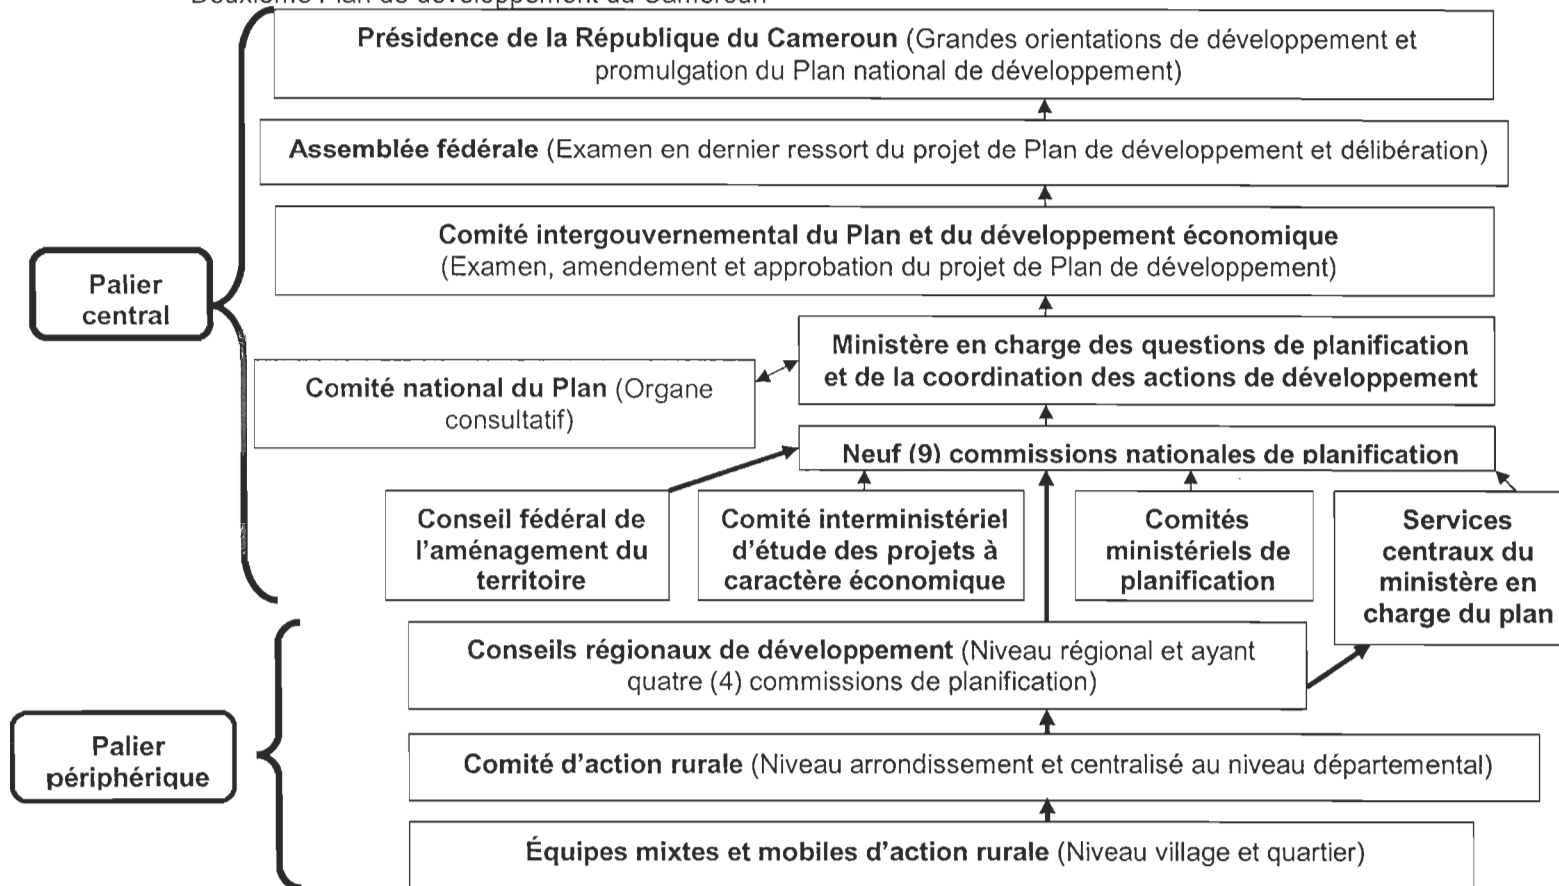 Deuxième Plan de développement du Cameroun
Présidence de la République du Cameroun (Grandes orientations de développement et
promulgation du Plan national de développement)
Assemblée fédérale (Examen en dernier ressort du projet de Plan de développement et délibération)
Comité intergouvernemental du Plan et du développement économique
(Examen, amendement et approbation du projet de Plan de développement)
Palier
central
Ministère en charge des questions de planification
et de la coordination des actions de développement
Comité national du Plan (Organe
consultatif)
Neuf (9) commissions nationales de planification
Conseil fédéral de
l'aménagement du
territoire
Comité interministériel
d'étude des projets à
caractère économique
Comités
ministériels de
planification
Services
centraux du
ministère en
charge du plan
Conseils régionaux de développement (Niveau régional et ayant
quatre (4) commissions de planification)
Palier
périphérique
Comité d'action rurale (Niveau arrondissement et centralisé au niveau départemental)
Équipes mixtes et mobiles d'action rurale (Niveau village et quartier)